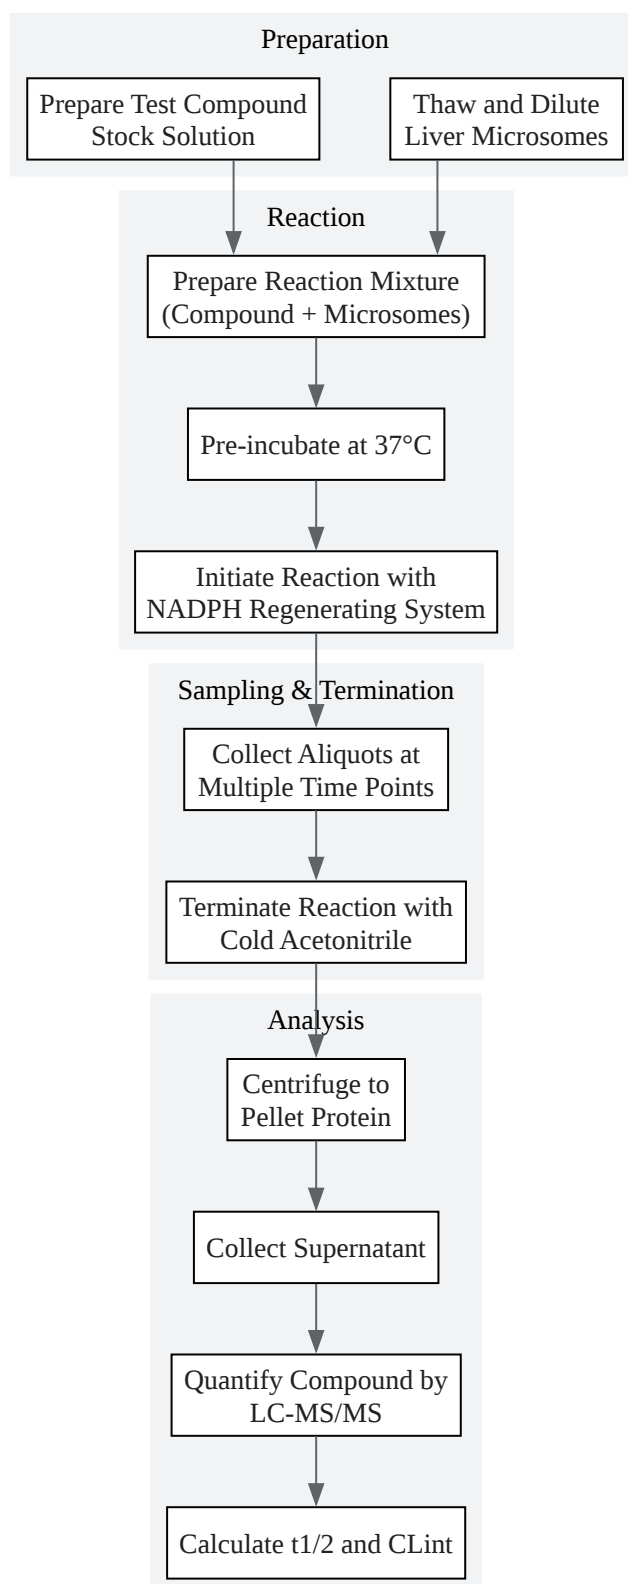 Preparation
Prepare Test Compound
Stock Solution
Thaw and Dilute
Liver Microsomes
Reaction
Prepare Reaction Mixture
(Compound + Microsomes)
Pre-incubate at 37°C
Initiate Reaction with
NADPH Regenerating System
Sampling & Termination
Collect Aliquots at
Multiple Time Points
Terminate Reaction with
Cold Acetonitrile
Analysis
Centrifuge to
Pellet Protein
Collect Supernatant
Quantify Compound by
LC-MS/MS
Calculate t1/2 and CLint